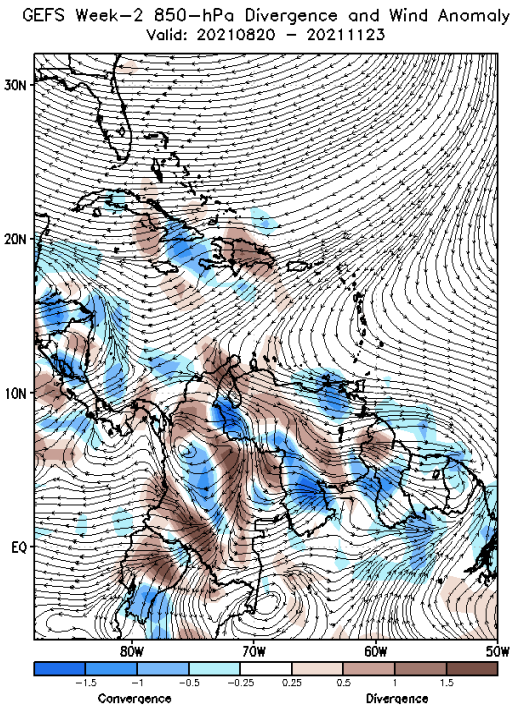 GEFS Week-2 850-hPa Divergence and Wind Anomaly
Valid: 20210820 - 20211123
30N
20N
10N
EQ
80W 70W 60W 50W
-1.5 -1 -0.5 -0.25 0.25 0.5 1 1.5
Convergence Divergence